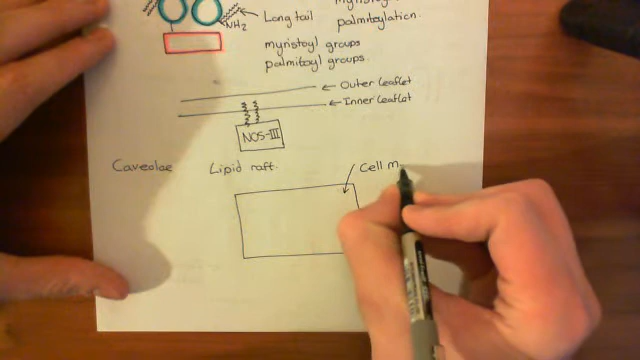 NH2
Long tail
palmitoylation.
myristoyl groups
palmitoyl groups.
Outer leaflet
Inner leaflet
NOS-III
Caveolae Lipid raft.
Cell m